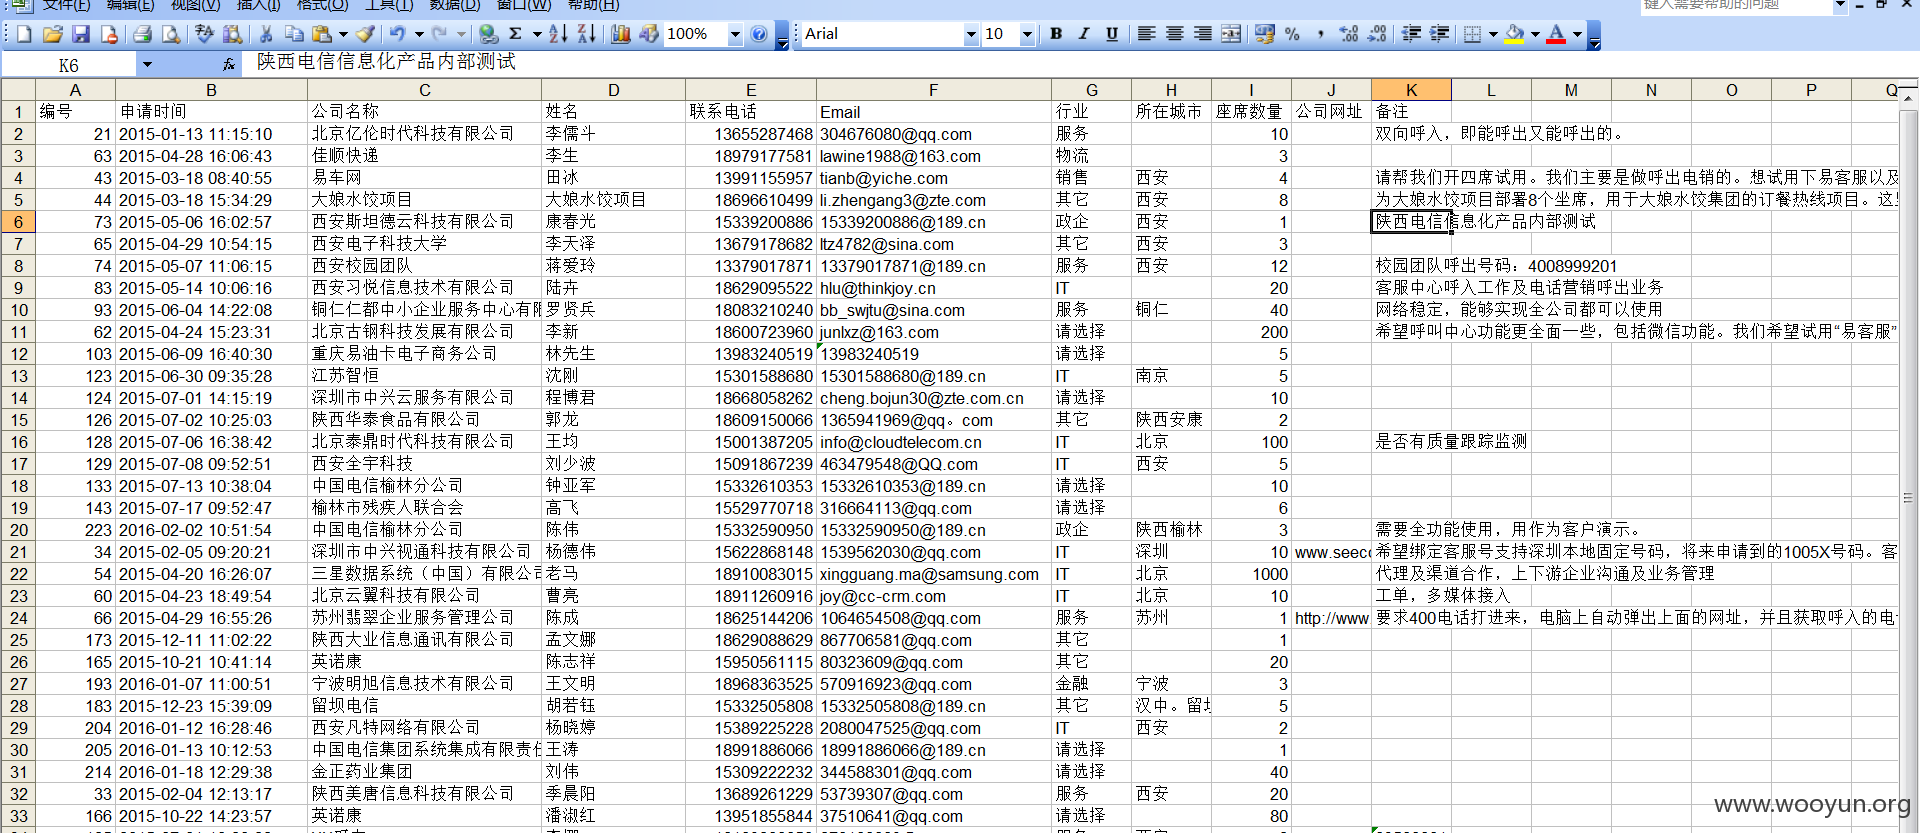 文件(F) 编辑(E) 视图(V) 插入(I) 格式(O) 工具(T) 数据(D) 窗口(W) 帮助(H) 键入需要帮助的问题
100% Arial 10 B I U
K6 fx 陕西电信信息化产品内部测试
A B C D E F G H I J K L M N O P Q
1 编号 申请时间 公司名称 姓名 联系电话 Email 行业 所在城市 座席数量 公司网址 备注
2 21 2015-01-13 11:15:10 北京亿伦时代科技有限公司 李儒斗 13655287468 304676080@qq.com 服务 10 双向呼入，即能呼出又能呼出的。
3 63 2015-04-28 16:06:43 佳顺快递 李生 18979177581 lawine1988@163.com 物流 3
4 43 2015-03-18 08:40:55 易车网 田冰 13991155957 tianb@yiche.com 销售 西安 4 请帮我们开四席试用。我们主要是做呼出电销的。想试用下易客服以及
5 44 2015-03-18 15:34:29 大娘水饺项目 大娘水饺项目 18696610499 li.zhengang3@zte.com 其它 西安 8 为大娘水饺项目部署8个坐席，用于大娘水饺集团的订餐热线项目。这里
6 73 2015-05-06 16:02:57 西安斯坦德云科技有限公司 康春光 15339200886 15339200886@189.cn 政企 西安 1 陕西电信信息化产品内部测试
7 65 2015-04-29 10:54:15 西安电子科技大学 李天泽 13679178682 ltz4782@sina.com 其它 西安 3
8 74 2015-05-07 11:06:15 西安校园团队 蒋爱玲 13379017871 13379017871@189.cn 服务 西安 12 校园团队呼出号码：4008999201
9 83 2015-05-14 10:06:16 西安习悦信息技术有限公司 陆卉 18629095522 hlu@thinkjoy.cn IT 20 客服中心呼入工作及电话营销呼出业务
10 93 2015-06-04 14:22:08 铜仁仁都中小企业服务中心有限 罗贤兵 18083210240 bb_swjtu@sina.com 服务 铜仁 40 网络稳定，能够实现全公司都可以使用
11 62 2015-04-24 15:23:31 北京古钢科技发展有限公司 李新 18600723960 junlxz@163.com 请选择 200 希望呼叫中心功能更全面一些，包括微信功能。我们希望试用“易客服”
12 103 2015-06-09 16:40:30 重庆易油卡电子商务公司 林先生 13983240519 13983240519 请选择 5
13 123 2015-06-30 09:35:28 江苏智恒 沈刚 15301588680 15301588680@189.cn IT 南京 5
14 124 2015-07-01 14:15:19 深圳市中兴云服务有限公司 程博君 18668058262 cheng.bojun30@zte.com.cn 请选择 10
15 126 2015-07-02 10:25:03 陕西华泰食品有限公司 郭龙 18609150066 1365941969@qq。com 其它 陕西安康 2
16 128 2015-07-06 16:38:42 北京泰鼎时代科技有限公司 王均 15001387205 info@cloudtelecom.cn IT 北京 100 是否有质量跟踪监测
17 129 2015-07-08 09:52:51 西安全宇科技 刘少波 15091867239 463479548@QQ.com IT 西安 5
18 133 2015-07-13 10:38:04 中国电信榆林分公司 钟亚军 15332610353 15332610353@189.cn 请选择 10
19 143 2015-07-17 09:52:47 榆林市残疾人联合会 高飞 15529770718 316664113@qq.com 请选择 6
20 223 2016-02-02 10:51:54 中国电信榆林分公司 陈伟 15332590950 15332590950@189.cn 政企 陕西榆林 3 需要全功能使用，用作为客户演示。
21 34 2015-02-05 09:20:21 深圳市中兴视通科技有限公司 杨德伟 15622868148 1539562030@qq.com IT 深圳 10 www.seeco 希望绑定客服号支持深圳本地固定号码，将来申请到的1005X号码。客
22 54 2015-04-20 16:26:07 三星数据系统（中国）有限公司 老马 18910083015 xingguang.ma@samsung.com IT 北京 1000 代理及渠道合作，上下游企业沟通及业务管理
23 60 2015-04-23 18:49:54 北京云翼科技有限公司 曹亮 18911260916 joy@cc-crm.com IT 北京 10 工单，多媒体接入
24 66 2015-04-29 16:55:26 苏州翡翠企业服务管理公司 陈成 18625144206 1064654508@qq.com 服务 苏州 1 http://www. 要求400电话打进来，电脑上自动弹出上面的网址，并且获取呼入的电
25 173 2015-12-11 11:02:22 陕西大业信息通讯有限公司 孟文娜 18629088629 867706581@qq.com 其它 1
26 165 2015-10-21 10:41:14 英诺康 陈志祥 15950561115 80323609@qq.com 其它 20
27 193 2016-01-07 11:00:51 宁波明旭信息技术有限公司 王文明 18968363525 570916923@qq.com 金融 宁波 3
28 183 2015-12-23 15:39:09 留坝电信 胡若钰 15332505808 15332505808@189.cn 其它 汉中。留坝 5
29 204 2016-01-12 16:28:46 西安凡特网络有限公司 杨晓婷 15389225228 2080047525@qq.com IT 西安 2
30 205 2016-01-13 10:12:53 中国电信集团系统集成有限责任 王涛 18991886066 18991886066@189.cn 请选择 1
31 214 2016-01-18 12:29:38 金正药业集团 刘伟 15309222232 344588301@qq.com 请选择 40
32 33 2015-02-04 12:13:17 陕西美唐信息科技有限公司 季晨阳 13689261229 53739307@qq.com 服务 西安 20
33 166 2015-10-22 14:23:57 英诺康 潘淑红 13951855844 37510641@qq.com 请选择 80
www.wooyun.org